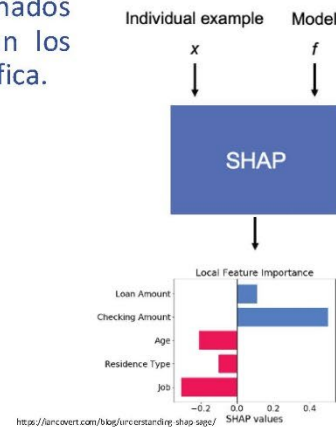 nados
n los
fica.
Individual example Model
x f
SHAP
Local Feature Importance
Loan Amount
Checking Amount
Age
Residence Type
Job
−0.2 0.0 0.2 0.4
SHAP values
https://iancovert.com/blog/understanding-shap-sage/